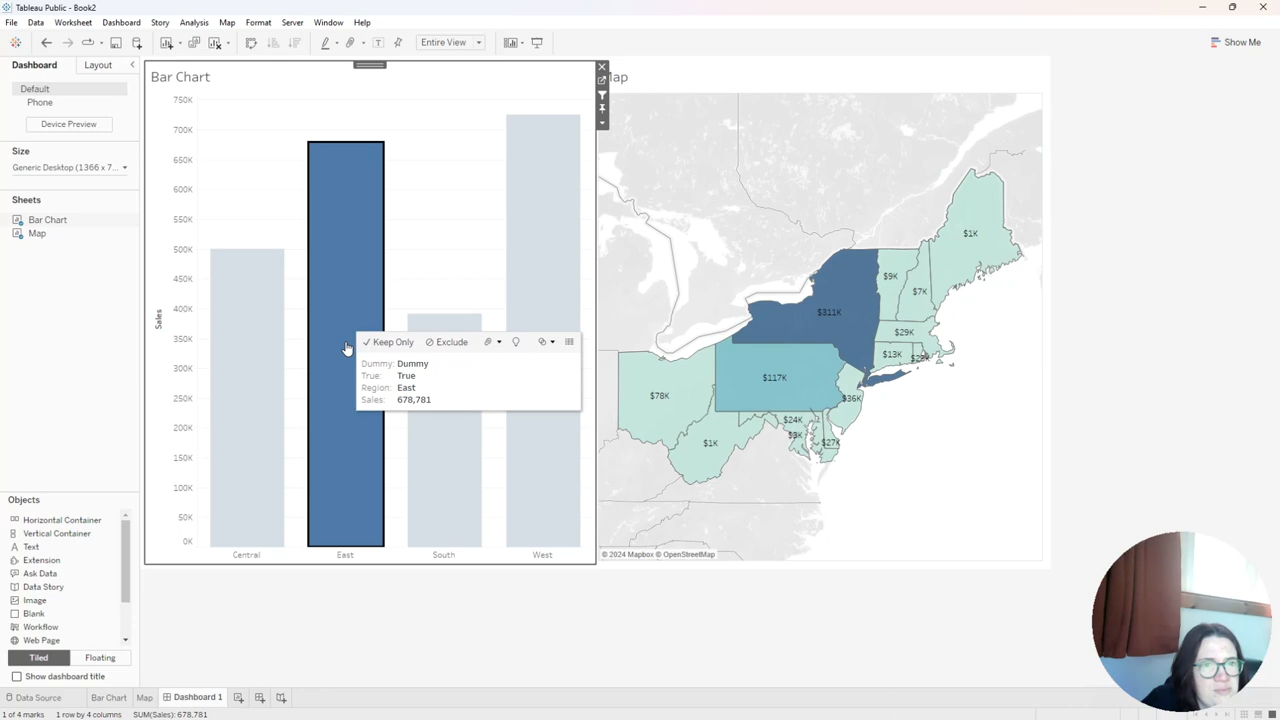 Tableau Public - Book2
File Data Worksheet Dashboard Story Analysis Map Format Server Window Help
Entire View
Show Me
Dashboard Layout
Default
Phone
Device Preview
Size
Generic Desktop (1366 x 7...
Sheets
Bar Chart
Map
Objects
Horizontal Container
Vertical Container
Text
Extension
Ask Data
Data Story
Image
Blank
Workflow
Web Page
Tiled Floating
Show dashboard title
Bar Chart
750K
700K
650K
600K
550K
500K
450K
400K
350K
300K
250K
200K
150K
100K
50K
0K
Sales
Central East South West
Keep Only Exclude
Dummy: Dummy
True: True
Region: East
Sales: 678,781
Map
$1K
$9K
$7K
$311K
$29K
$13K
$117K
$78K
$36K
$24K
$27K
$1K
© 2024 Mapbox © OpenStreetMap
Data Source Bar Chart Map Dashboard 1
1 of 4 marks 1 row by 4 columns SUM(Sales): 678,781